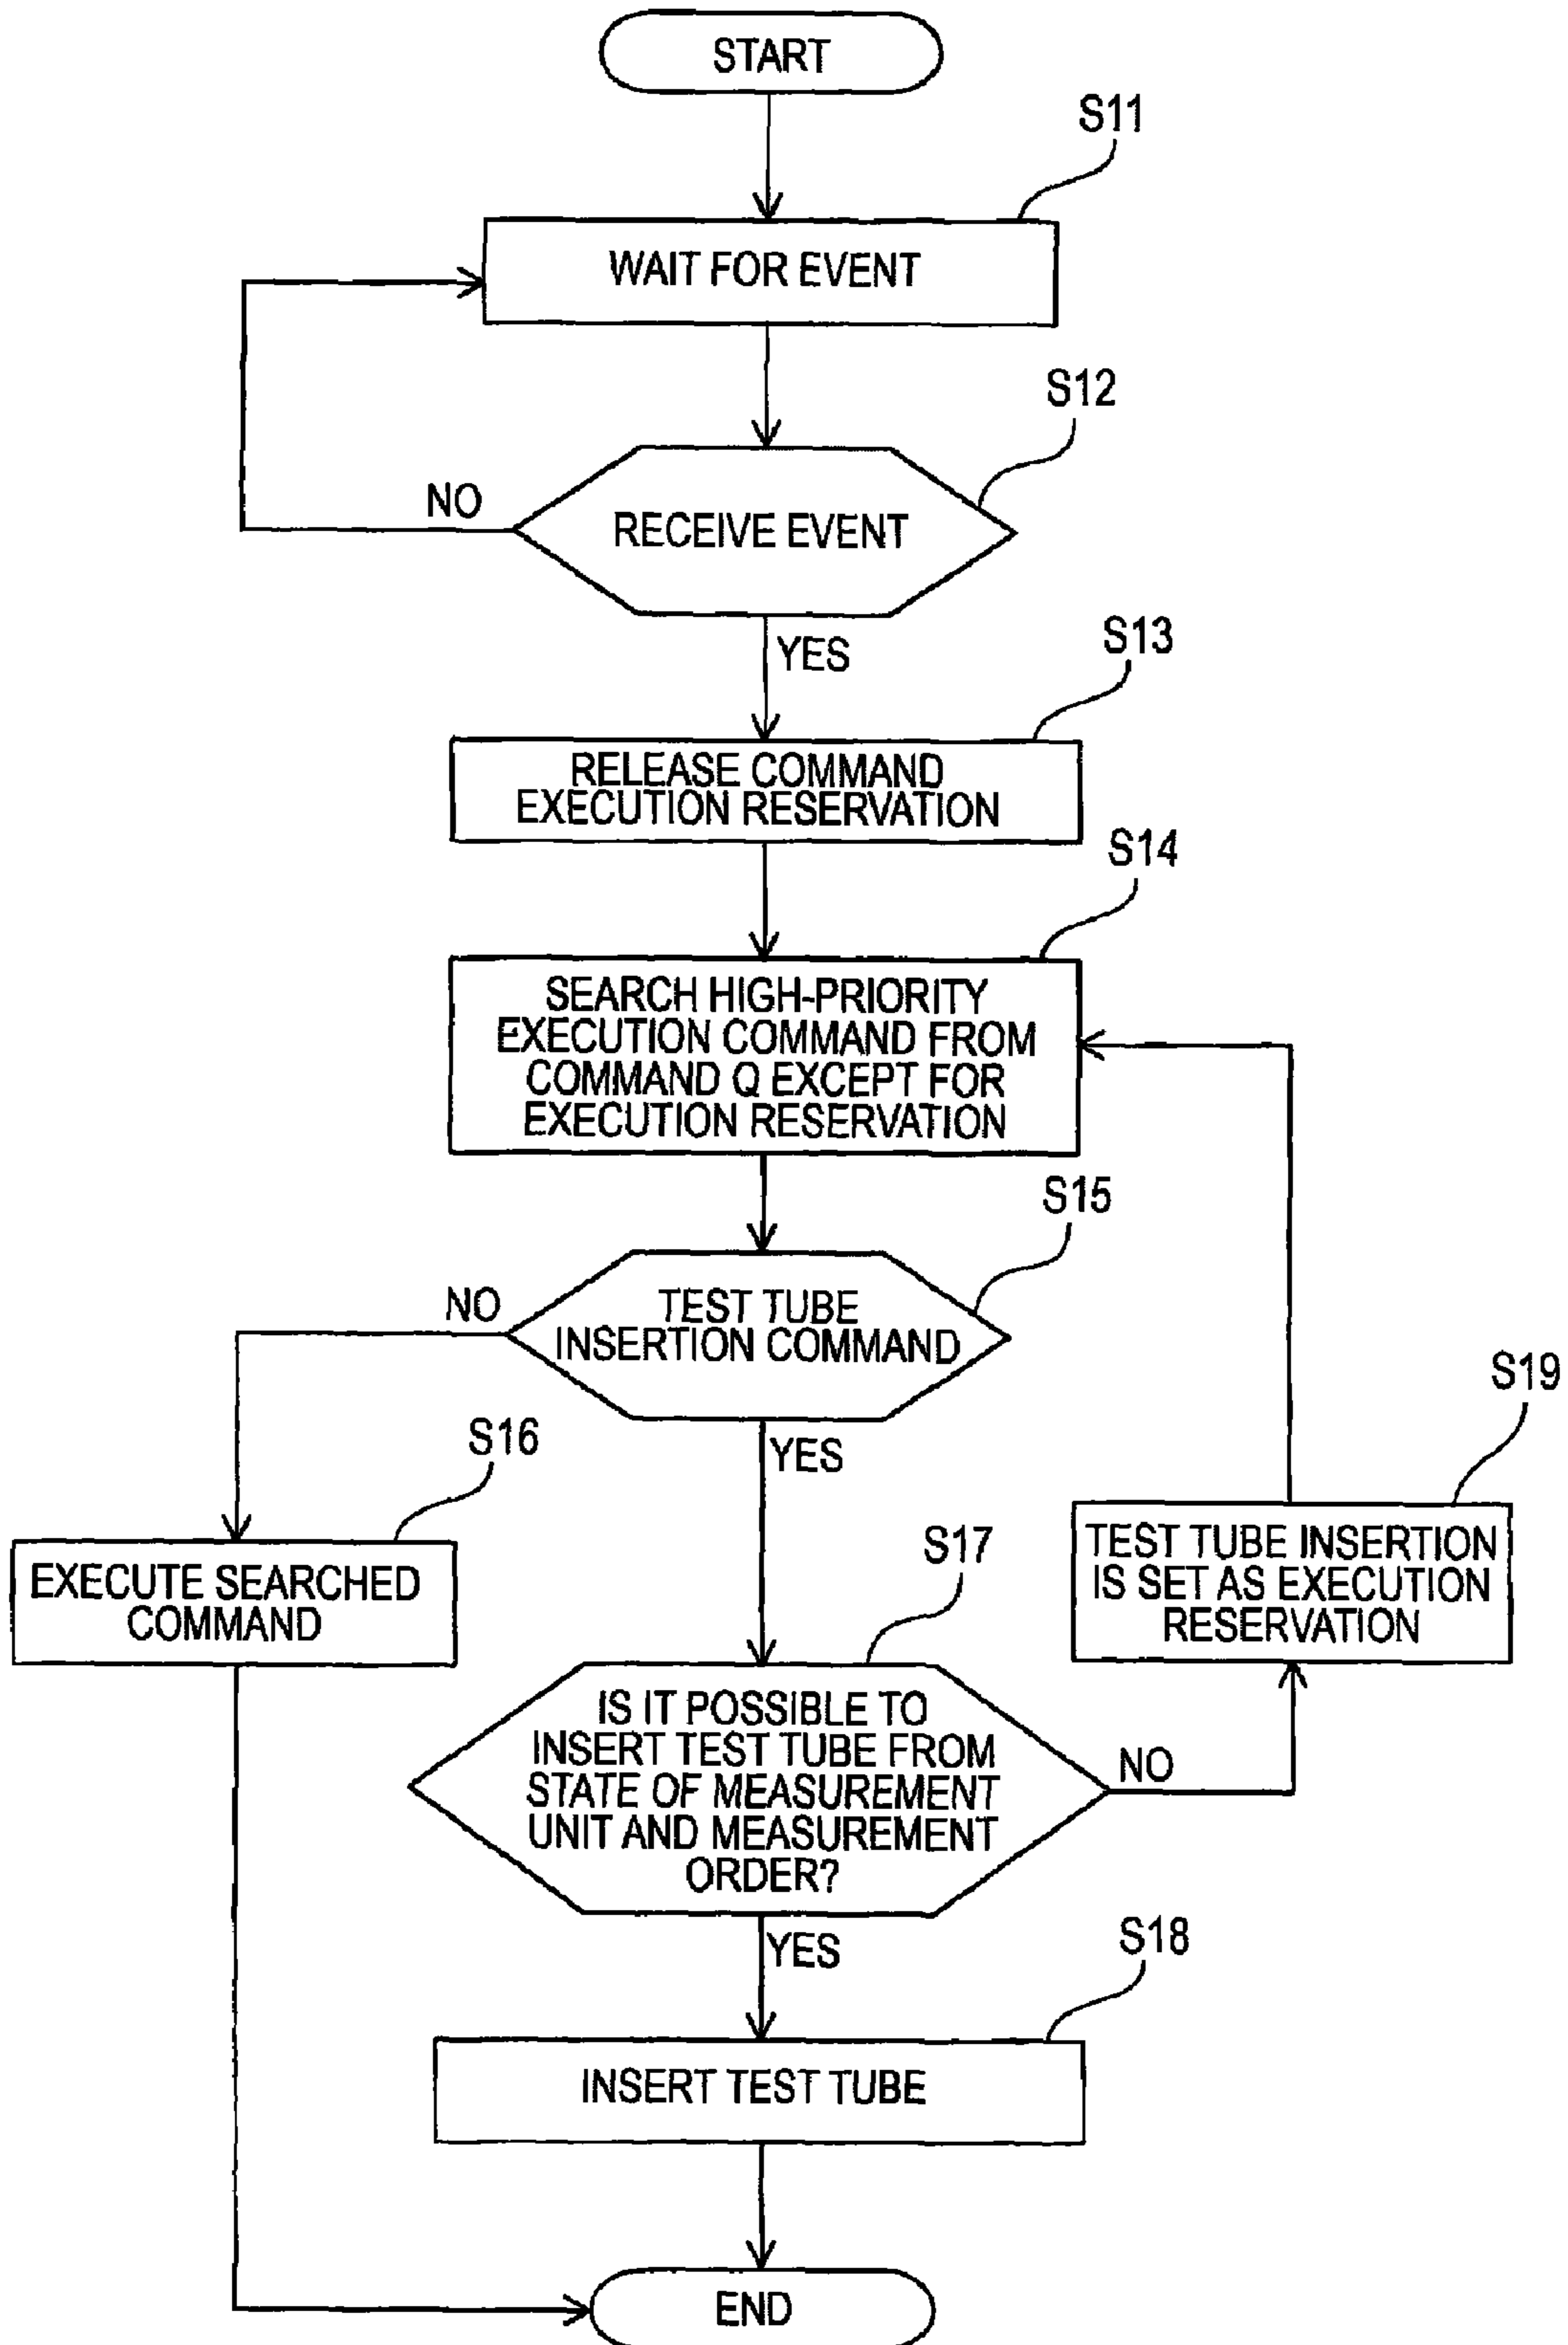 START
S11
WAIT FOR EVENT
S12
NO
RECEIVE EVENT
YES
S13
RELEASE COMMAND
EXECUTION RESERVATION
S14
SEARCH HIGH-PRIORITY
EXECUTION COMMAND FROM
COMMAND Q EXCEPT FOR
EXECUTION RESERVATION
S15
NO
TEST TUBE
INSERTION COMMAND
YES
S16
EXECUTE SEARCHED
COMMAND
S19
TEST TUBE INSERTION
IS SET AS EXECUTION
RESERVATION
S17
IS IT POSSIBLE TO
INSERT TEST TUBE FROM
STATE OF MEASUREMENT
UNIT AND MEASUREMENT
ORDER?
NO
YES
S18
INSERT TEST TUBE
END